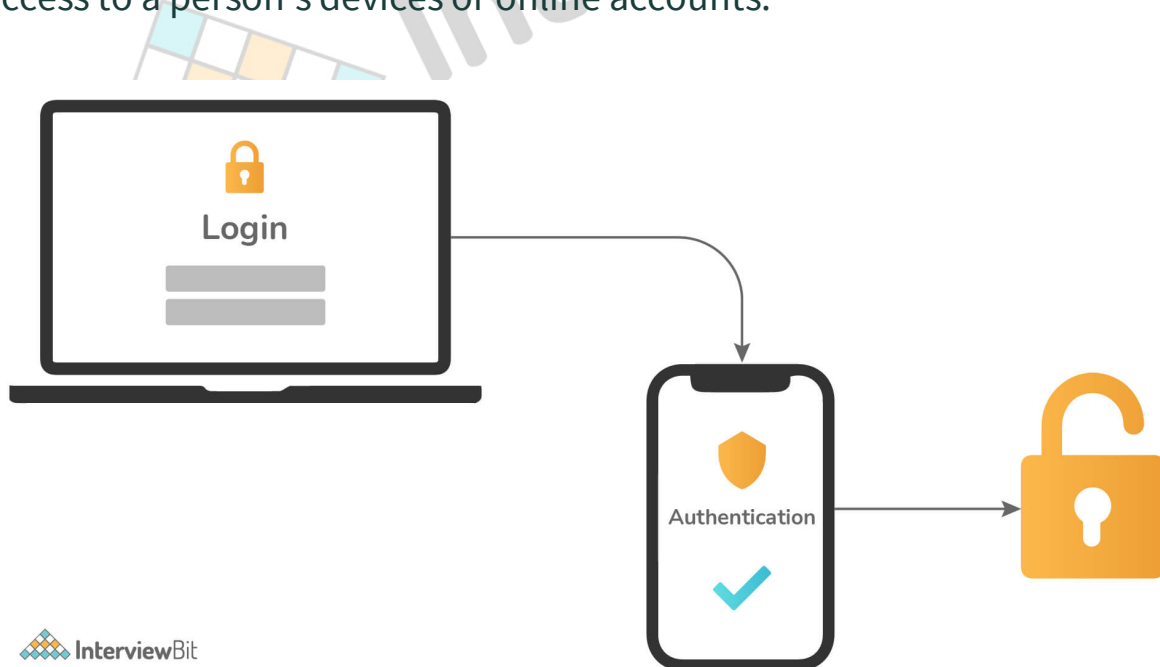 ccess to a person's devices or online accounts.
Login
Authentication
InterviewBit